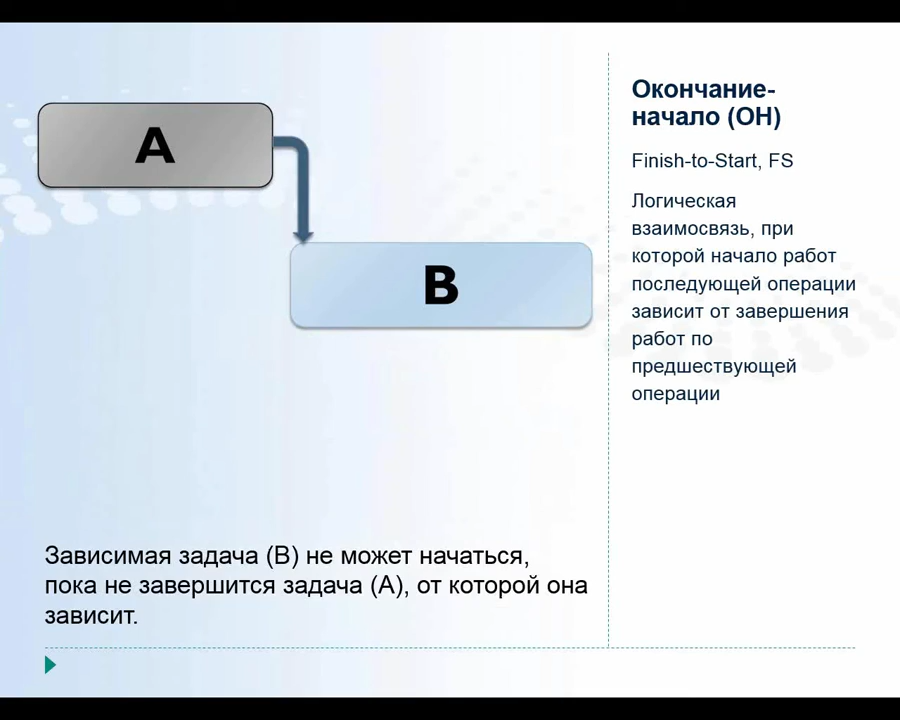 A
B
Окончание-
начало (ОН)
Finish-to-Start, FS
Логическая
взаимосвязь, при
которой начало работ
последующей операции
зависит от завершения
работ по
предшествующей
операции
Зависимая задача (B) не может начаться,
пока не завершится задача (A), от которой она
зависит.